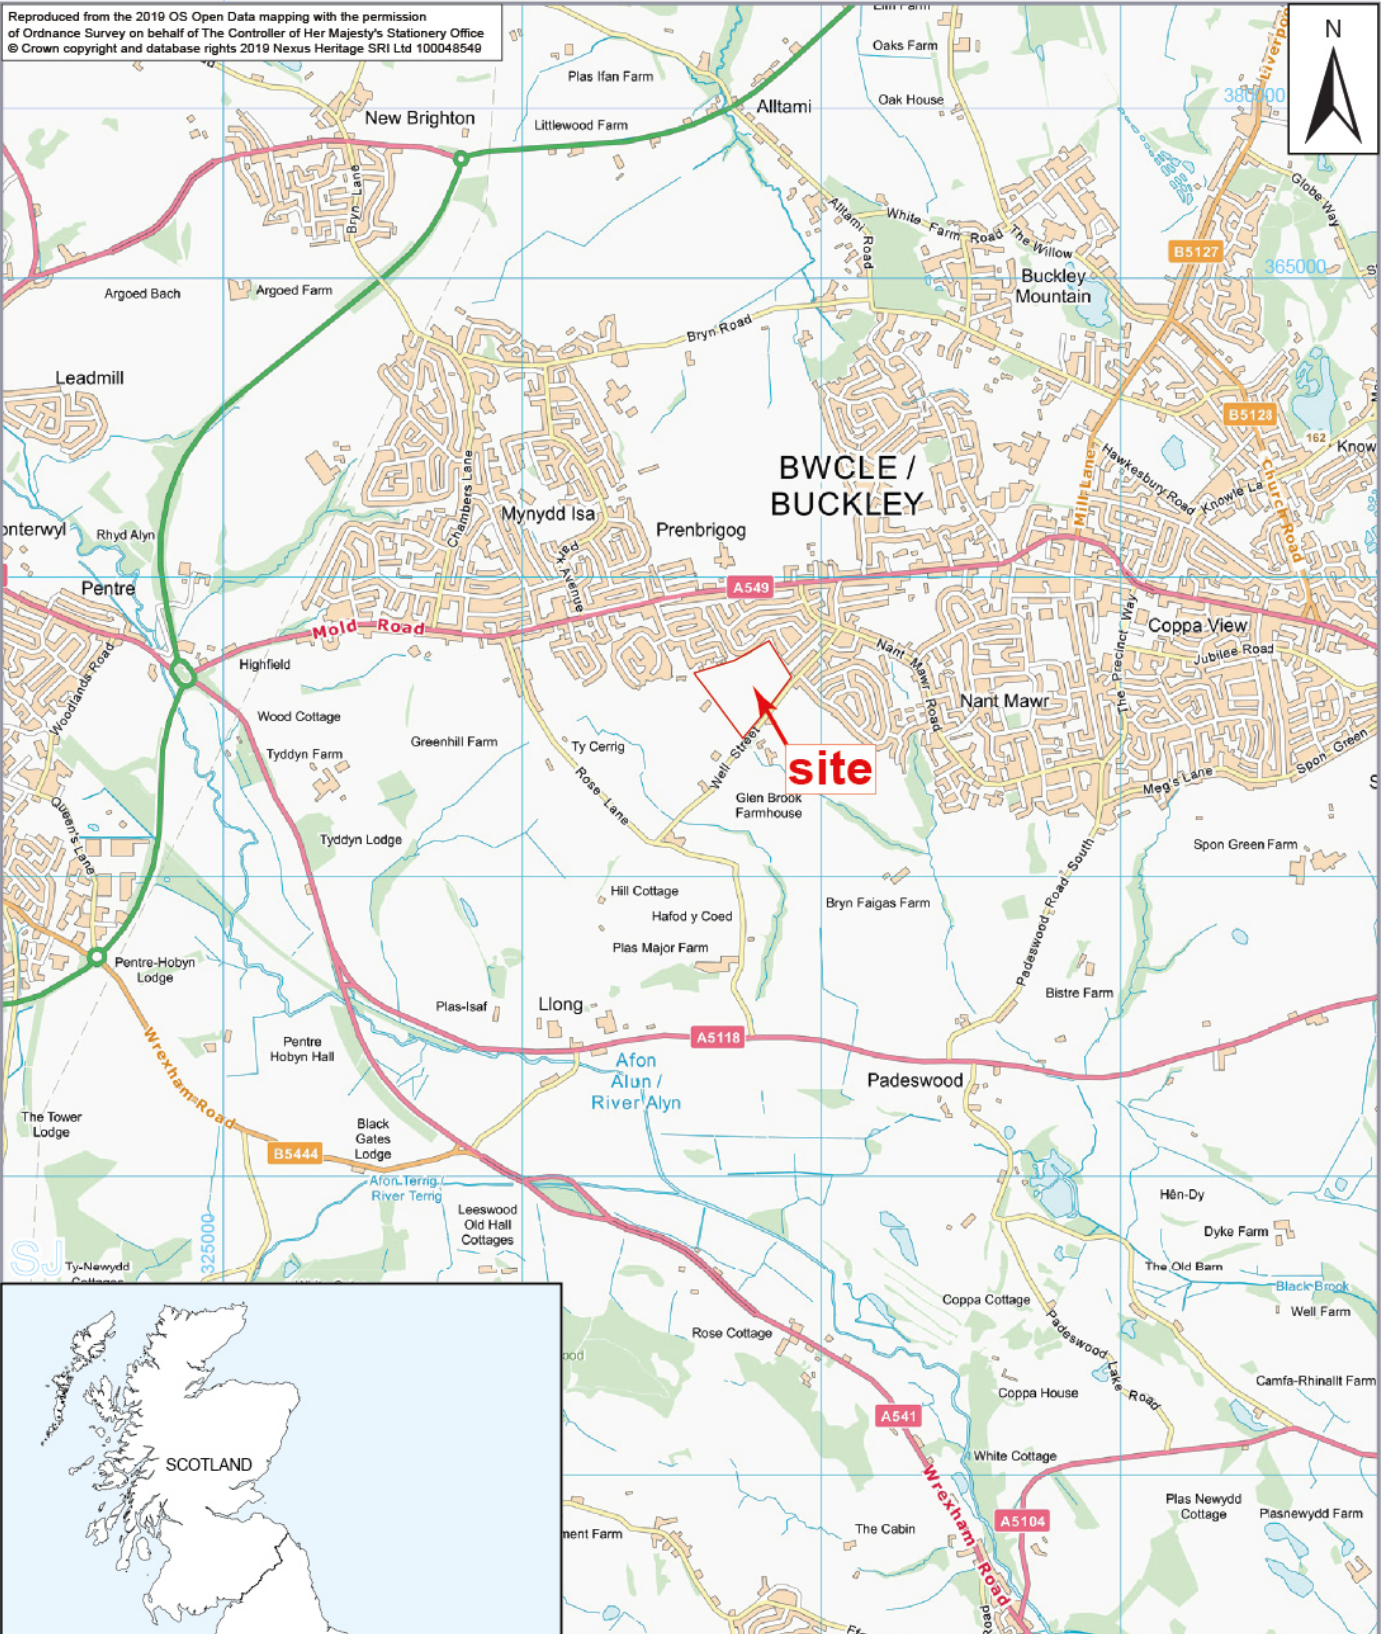 Reproduced from the 2019 OS Open Data mapping with the permission
of Ordnance Survey on behalf of The Controller of Her Majesty's Stationery Office
© Crown copyright and database rights 2019 Nexus Heritage SRI Ltd 100048549
N
Oaks Farm
Plas Ifan Farm
Oak House
Alltami
New Brighton
Littlewood Farm
Bryn Lane
380000
Globe Way
Alltami Road
White Farm Road
The Willow
B5127
365000
Buckley
Mountain
Argoed Bach
Argoed Farm
Bryn Road
Leadmill
B5128
162
Know
Mill Lane
Hawkesbury Road
Knowle La
Church Road
BWCLE /
BUCKLEY
Chambers Lane
Mynydd Isa
Prenbrigog
Park Avenue
onterwyl
Rhyd Alyn
Pentre
A549
Mold Road
Coppa View
Jubilee Road
The Precinct Way
Nant Mawr Road
Nant Mawr
Highfield
Woodlands Road
Wood Cottage
Tyddyn Farm
Greenhill Farm
Ty Cerrig
Rose Lane
Well Street
site
Glen Brook
Farmhouse
Meg's Lane
Spon Green
Queen's Lane
Tyddyn Lodge
Spon Green Farm
Padeswood Road South
Hill Cottage
Hafod y Coed
Plas Major Farm
Bryn Faigas Farm
Bistre Farm
Pentre-Hobyn
Lodge
Plas-Isaf
Llong
A5118
Pentre
Hobyn Hall
Wrexham Road
Afon
Alun /
River Alyn
Padeswood
The Tower
Lodge
Black
Gates
Lodge
B5444
Afon Terrig /
River Terrig
Leeswood
Old Hall
Cottages
Hên-Dy
Dyke Farm
The Old Barn
Black Brook
Well Farm
SJ
325000
Ty-Newydd
Cottages
Coppa Cottage
Padeswood Lake Road
Rose Cottage
Coppa House
Camfa-Rhinallt Farm
A541
White Cottage
Wrexham Road
A5104
Plas Newydd
Cottage
Plasnewydd Farm
The Cabin
ment Farm
Road
SCOTLAND